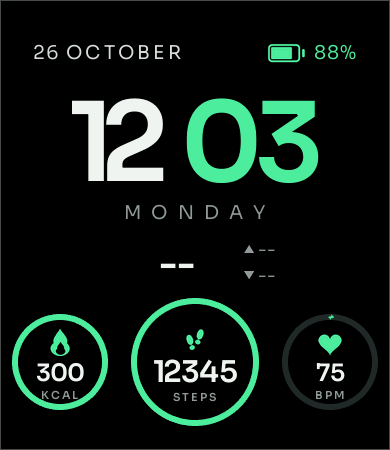 26 OCTOBER 88%
12 03
MONDAY
-- --
--
300 12345 75
KCAL STEPS BPM